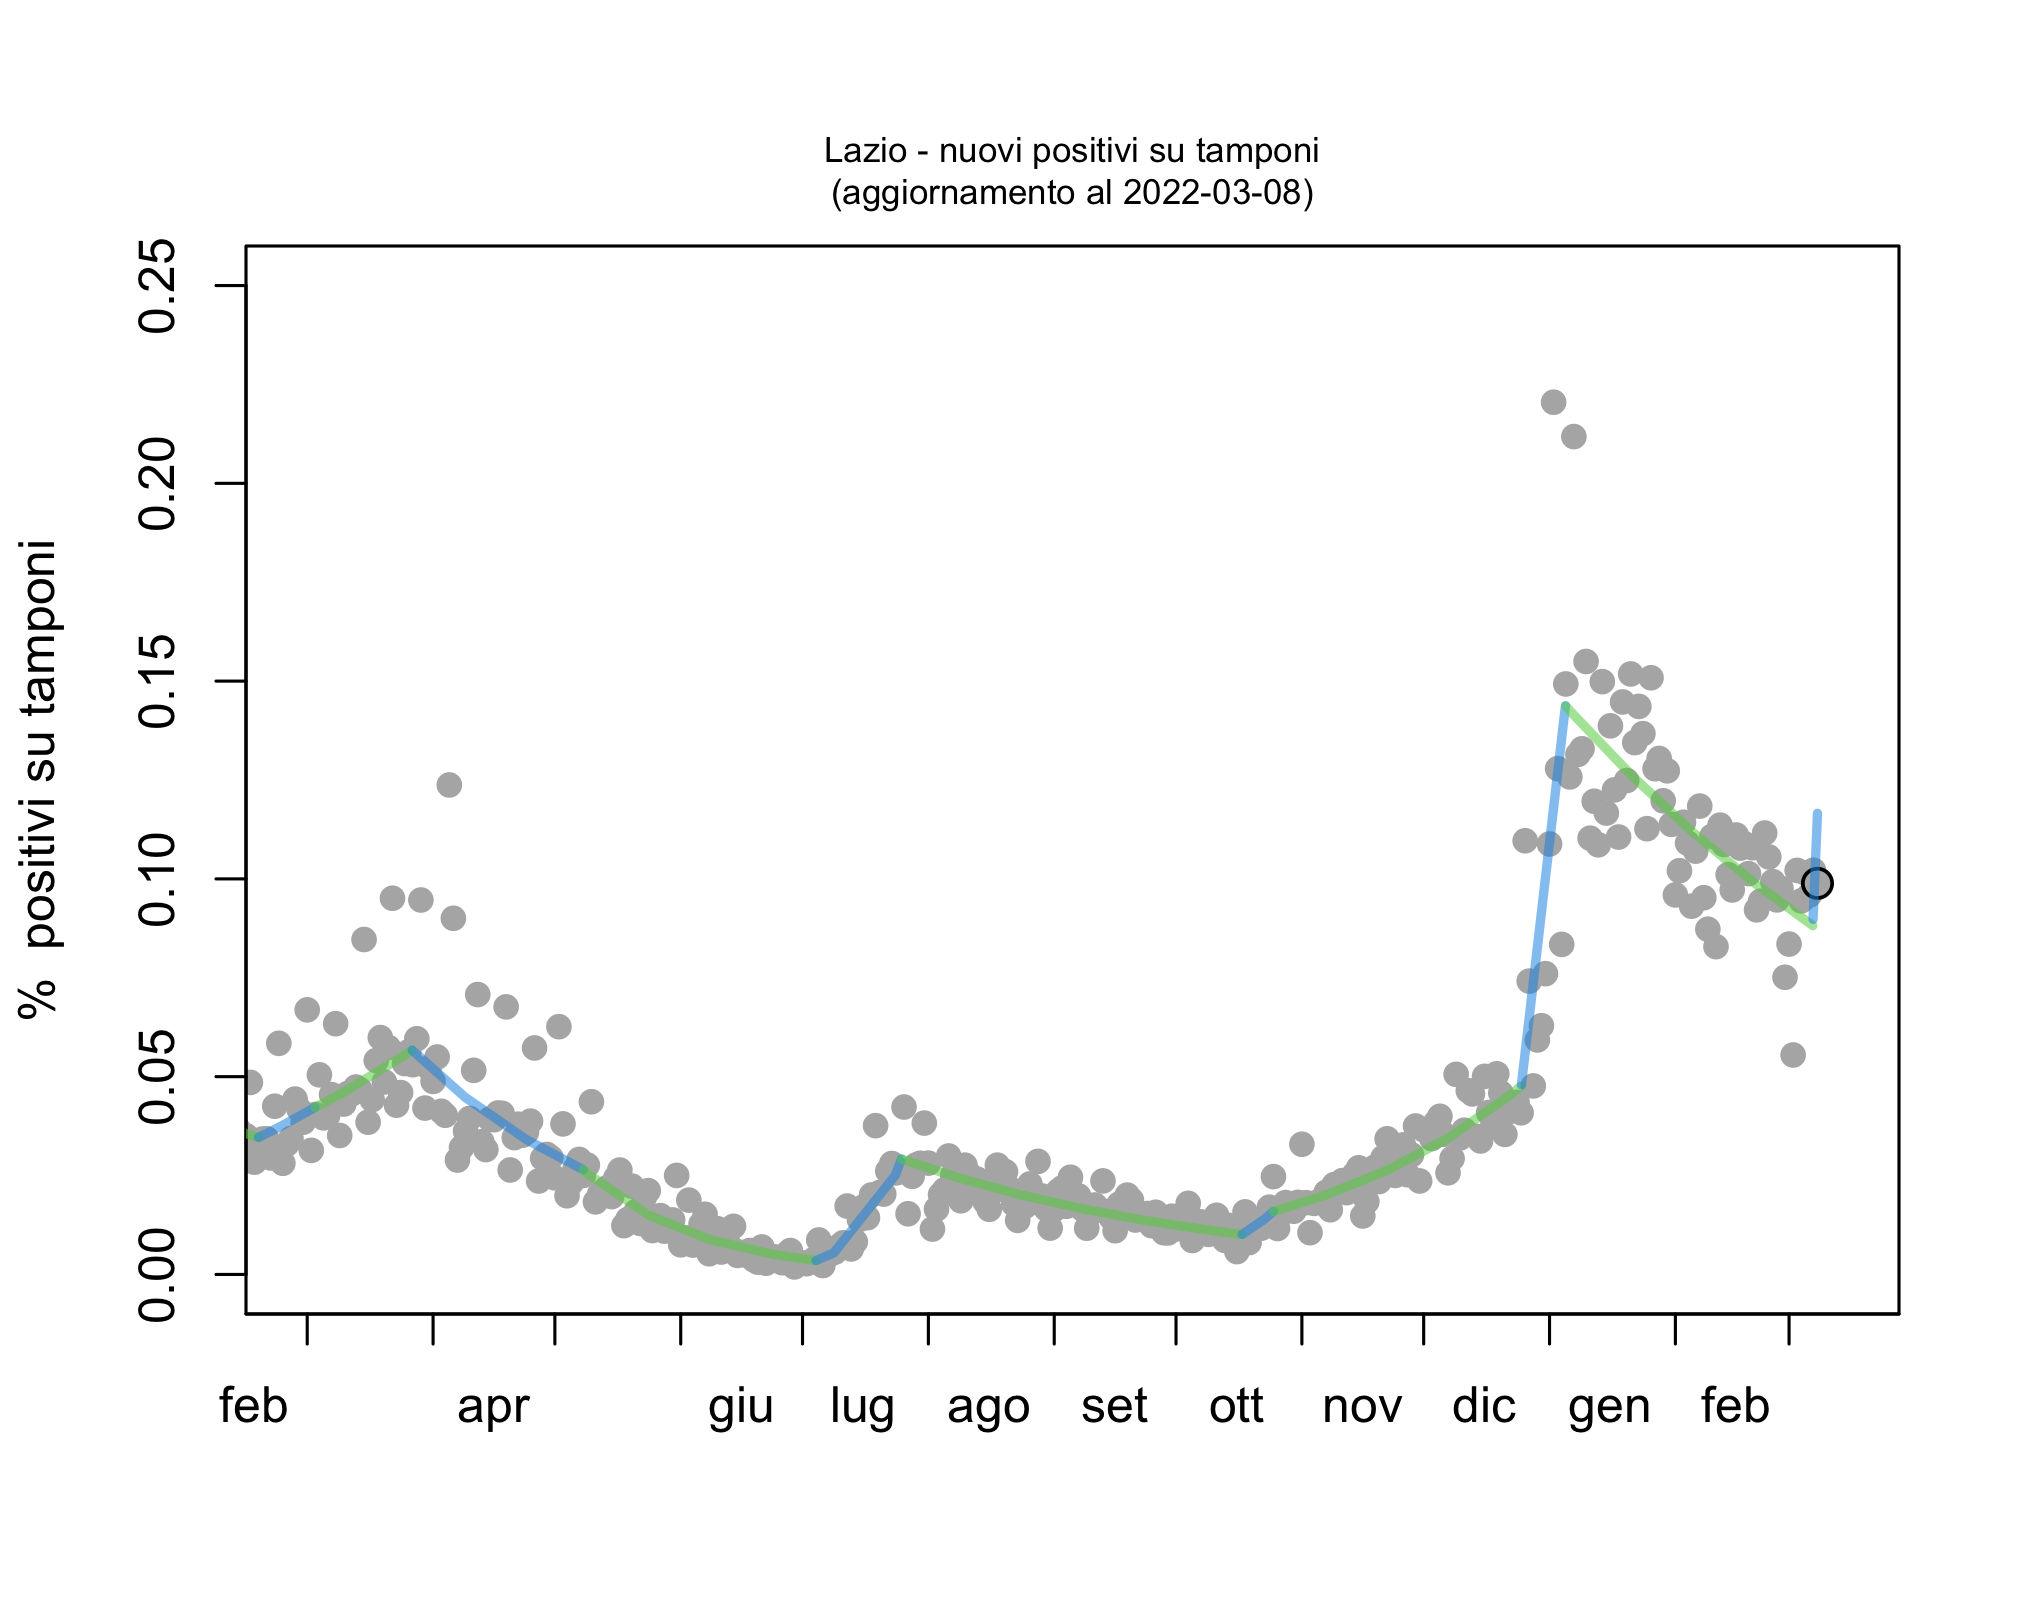 Lazio - nuovi positivi su tamponi
(aggiornamento al 2022-03-08)
% positivi su tamponi
0.25
0.20
0.15
0.10
0.05
0.00
feb apr giu lug ago set ott nov dic gen feb